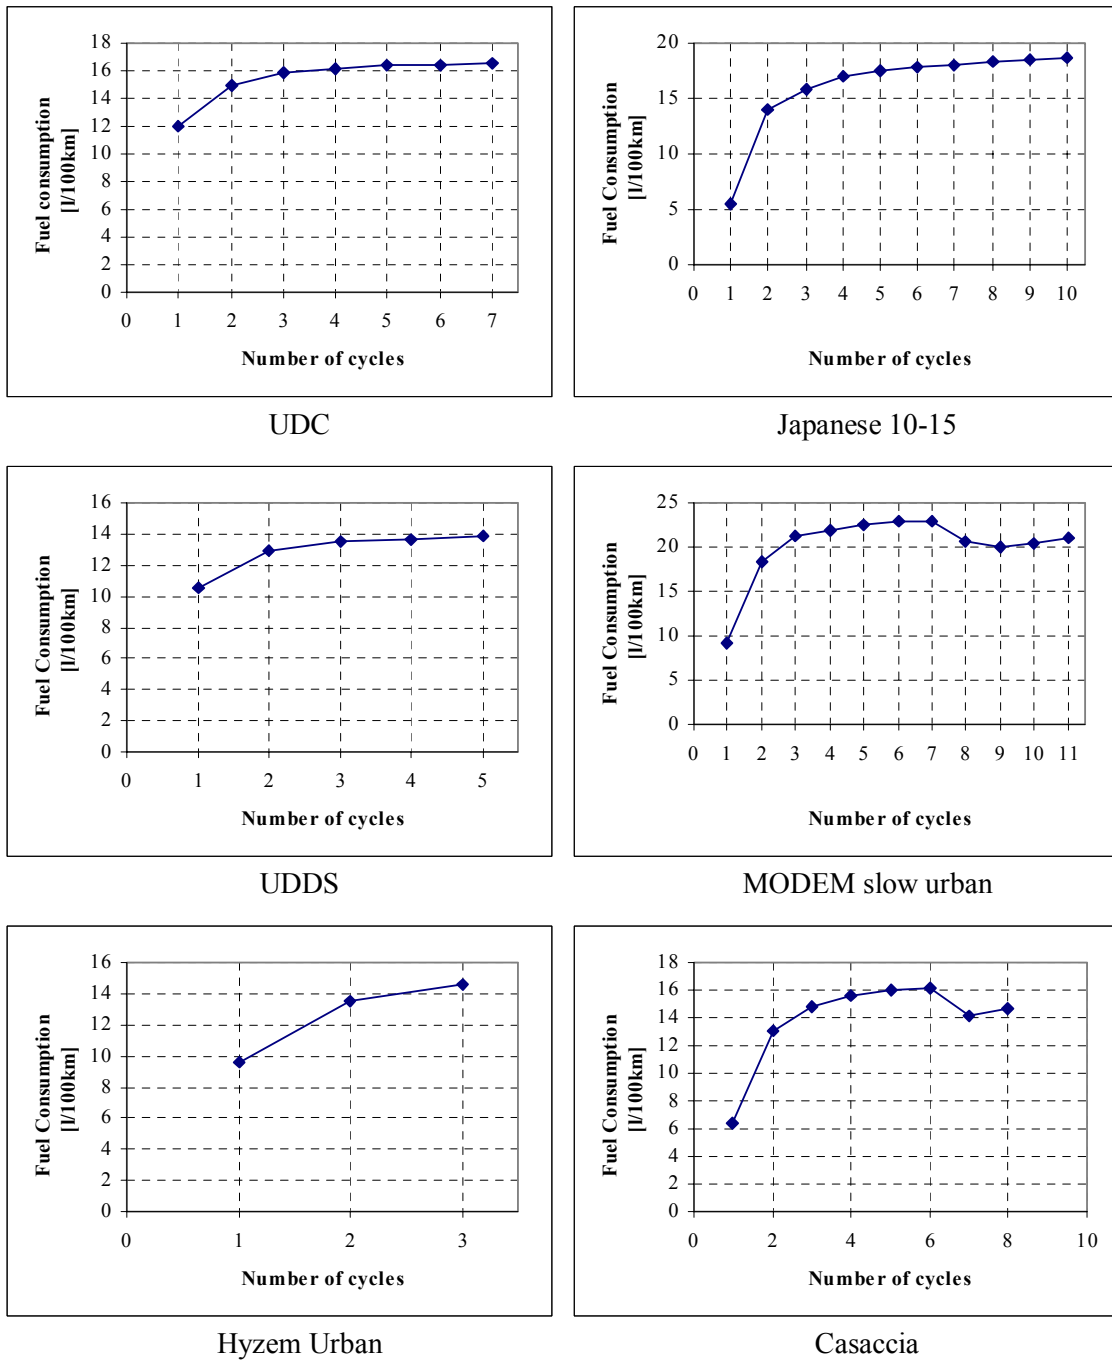 18
16
14
12
10
8
6
4
2
0
Fuel consumption
[l/100km]
0 1 2 3 4 5 6 7
Number of cycles
UDC
20
15
10
5
0
Fuel Consumption
[l/100km]
0 1 2 3 4 5 6 7 8 9 10
Number of cycles
Japanese 10-15
16
14
12
10
8
6
4
2
0
Fuel Consumption
[l/100km]
0 1 2 3 4 5
Number of cycles
UDDS
25
20
15
10
5
0
Fuel Consumption
[l/100km]
0 1 2 3 4 5 6 7 8 9 10 11
Number of cycles
MODEM slow urban
16
14
12
10
8
6
4
2
0
Fuel Consumption
[l/100km]
0 1 2 3
Number of cycles
Hyzem Urban
18
16
14
12
10
8
6
4
2
0
Fuel Consumption
[l/100km]
0 2 4 6 8 10
Number of cycles
Casaccia